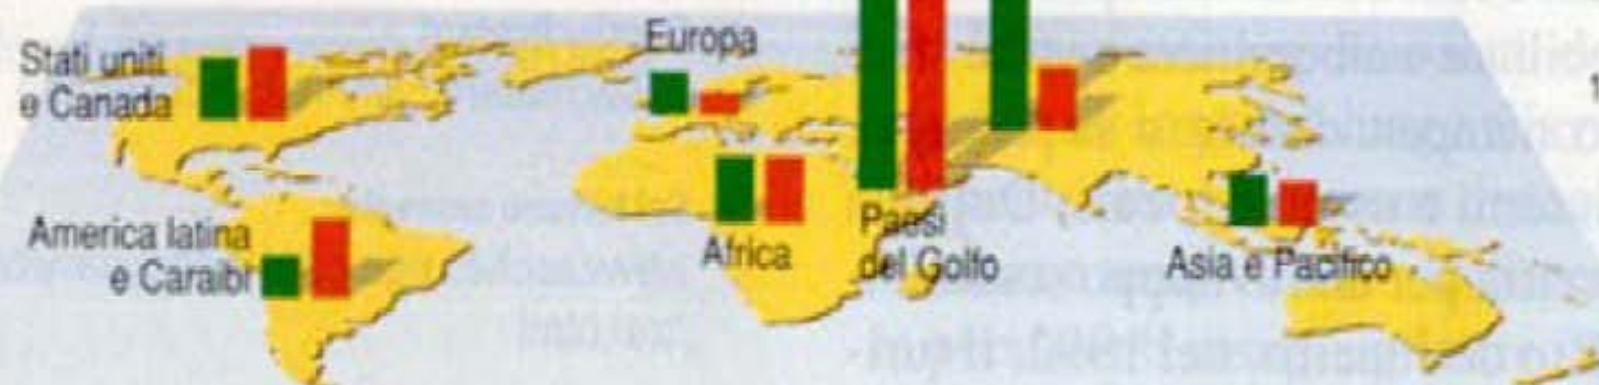 Stati uniti
e Canada
Europa
America latina
e Caraibi
Africa
Paesi
del Golfo
Asia e Pacifico